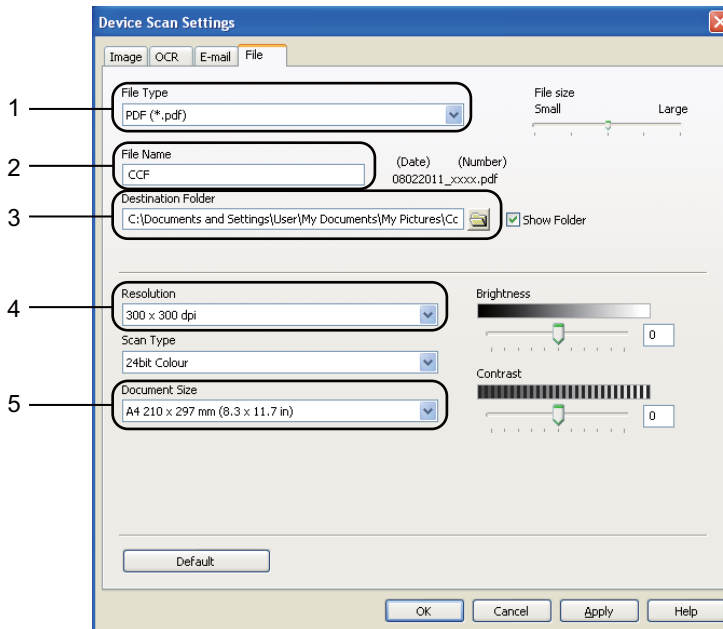 Device Scan Settings
Image OCR E-mail File
1
File Type
PDF (*.pdf)
File size
Small Large
2
File Name
CCF
(Date) (Number)
08022011_xxxx.pdf
3
Destination Folder
C:\Documents and Settings\User\My Documents\My Pictures\Cc
Show Folder
4
Resolution
300 x 300 dpi
Brightness
0
Scan Type
24bit Colour
Contrast
0
5
Document Size
A4 210 x 297 mm (8.3 x 11.7 in)
Default
OK Cancel Apply Help